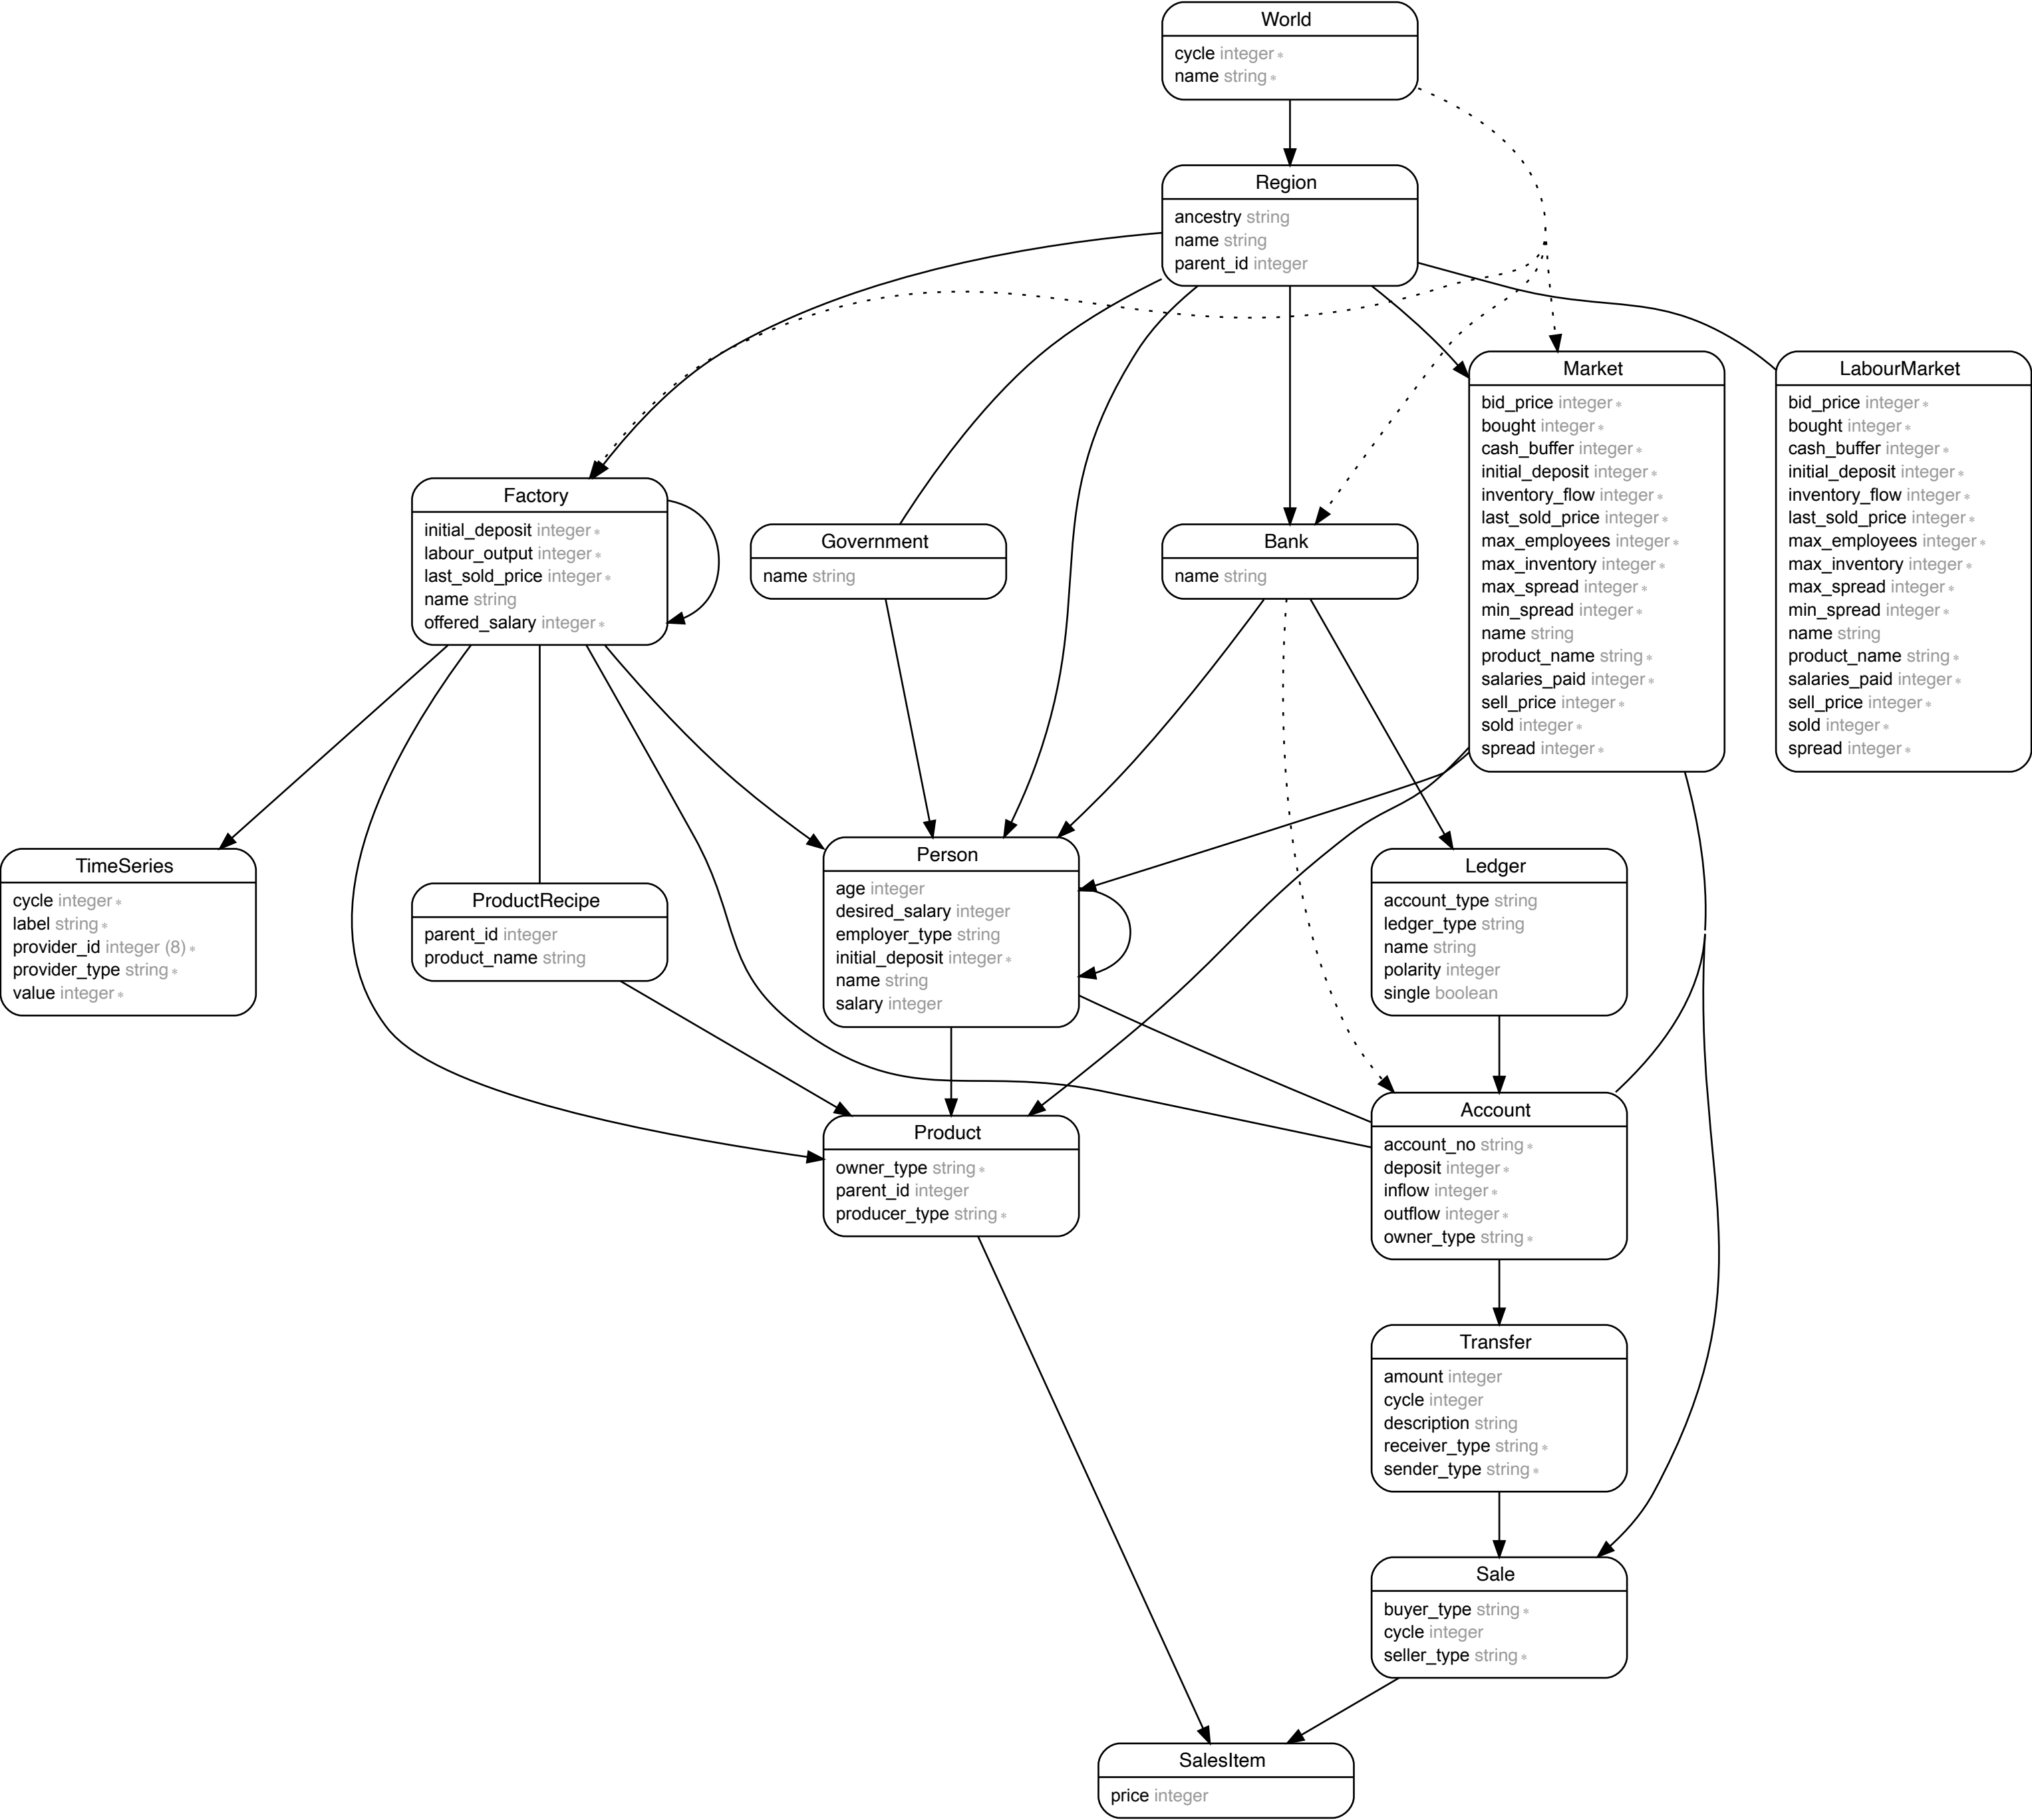 World
cycle integer *
name string *
Region
ancestry string
name string
parent_id integer
Market
bid_price integer *
bought integer *
cash_buffer integer *
initial_deposit integer *
inventory_flow integer *
last_sold_price integer *
max_employees integer *
max_inventory integer *
max_spread integer *
min_spread integer *
name string
product_name string *
salaries_paid integer *
sell_price integer *
sold integer *
spread integer *
LabourMarket
bid_price integer *
bought integer *
cash_buffer integer *
initial_deposit integer *
inventory_flow integer *
last_sold_price integer *
max_employees integer *
max_inventory integer *
max_spread integer *
min_spread integer *
name string
product_name string *
salaries_paid integer *
sell_price integer *
sold integer *
spread integer *
Factory
initial_deposit integer *
labour_output integer *
last_sold_price integer *
name string
offered_salary integer *
Government
name string
Bank
name string
TimeSeries
cycle integer *
label string *
provider_id integer (8) *
provider_type string *
value integer *
ProductRecipe
parent_id integer
product_name string
Person
age integer
desired_salary integer
employer_type string
initial_deposit integer *
name string
salary integer
Ledger
account_type string
ledger_type string
name string
polarity integer
single boolean
Product
owner_type string *
parent_id integer
producer_type string *
Account
account_no string *
deposit integer *
inflow integer *
outflow integer *
owner_type string *
Transfer
amount integer
cycle integer
description string
receiver_type string *
sender_type string *
Sale
buyer_type string *
cycle integer
seller_type string *
SalesItem
price integer